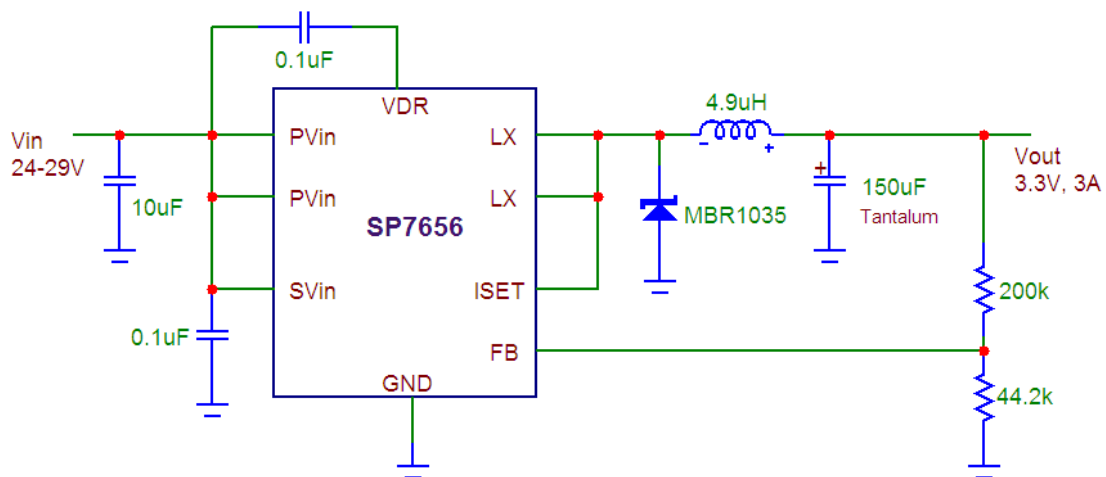 0.1uF
VDR
4.9uH
Vin
24-29V
PVin
LX
10uF
PVin
LX
SP7656
MBR1035
+
150uF
Tantalum
Vout
3.3V, 3A
- +
SVin
ISET
200k
0.1uF
FB
GND
44.2k